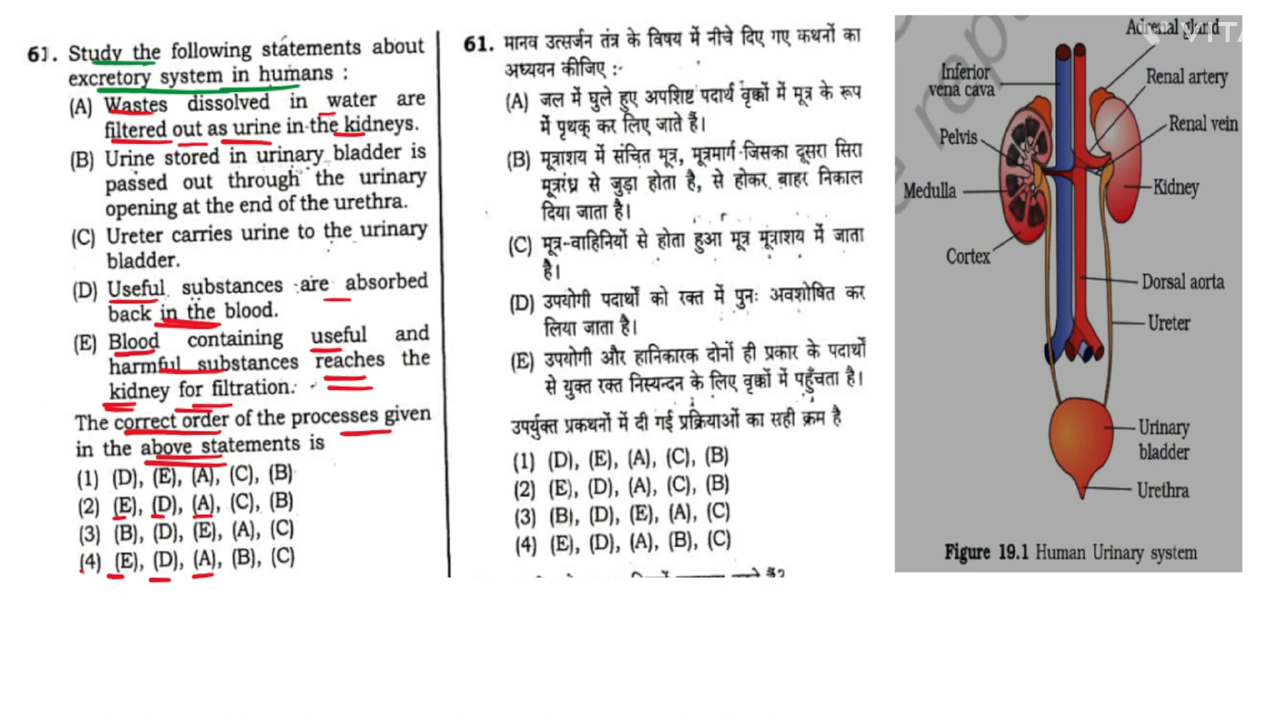 61. Study the following statements about
excretory system in humans :
(A) Wastes dissolved in water are
filtered out as urine in the kidneys.
(B) Urine stored in urinary bladder is
passed out through the urinary
opening at the end of the urethra.
(C) Ureter carries urine to the urinary
bladder.
(D) Useful substances are absorbed
back in the blood.
(E) Blood containing useful and
harmful substances reaches the
kidney for filtration.
The correct order of the processes given
in the above statements is
(1) (D), (E), (A), (C), (B)
(2) (E), (D), (A), (C), (B)
(3) (B), (D), (E), (A), (C)
(4) (E), (D), (A), (B), (C)
61. मानव उत्सर्जन तंत्र के विषय में नीचे दिए गए कथनों का
अध्ययन कीजिए :-
(A) जल में घुले हुए अपशिष्ट पदार्थ वृक्कों में मूत्र के रूप
में पृथक् कर लिए जाते हैं।
(B) मूत्राशय में संचित मूत्र, मूत्रमार्ग जिसका दूसरा सिरा
मूत्ररंध्र से जुड़ा होता है, से होकर बाहर निकाल
दिया जाता है।
(C) मूत्र-वाहिनियों से होता हुआ मूत्र मूत्राशय में जाता
है।
(D) उपयोगी पदार्थों को रक्त में पुनः अवशोषित कर
लिया जाता है।
(E) उपयोगी और हानिकारक दोनों ही प्रकार के पदार्थों
से युक्त रक्त निस्यन्दन के लिए वृक्कों में पहुँचता है।
उपर्युक्त प्रकथनों में दी गई प्रक्रियाओं का सही क्रम है
(1) (D), (E), (A), (C), (B)
(2) (E), (D), (A), (C), (B)
(3) (B), (D), (E), (A), (C)
(4) (E), (D), (A), (B), (C)
Adrenal gland
Inferior
vena cava
Renal artery
Renal vein
Pelvis
Medulla
Kidney
Cortex
Dorsal aorta
Ureter
Urinary
bladder
Urethra
Figure 19.1 Human Urinary system